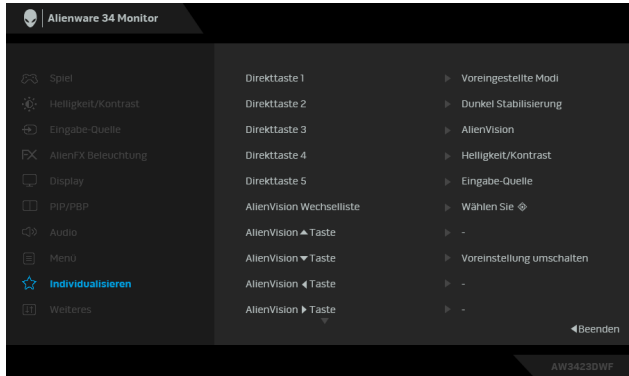 Alienware 34 Monitor
Spiel
Direkttaste 1 Voreingestellte Modi
Helligkeit/Kontrast
Direkttaste 2 Dunkel Stabilisierung
Eingabe-Quelle
Direkttaste 3 AlienVision
AlienFX Beleuchtung
Direkttaste 4 Helligkeit/Kontrast
Display
Direkttaste 5 Eingabe-Quelle
PIP/PBP
AlienVision Wechselliste Wählen Sie
Audio
AlienVision ▲ Taste -
Menü
AlienVision ▼ Taste Voreinstellung umschalten
Individualisieren
AlienVision ◀ Taste -
Weiteres
AlienVision ▶ Taste -
◀Beenden
AW3423DWF